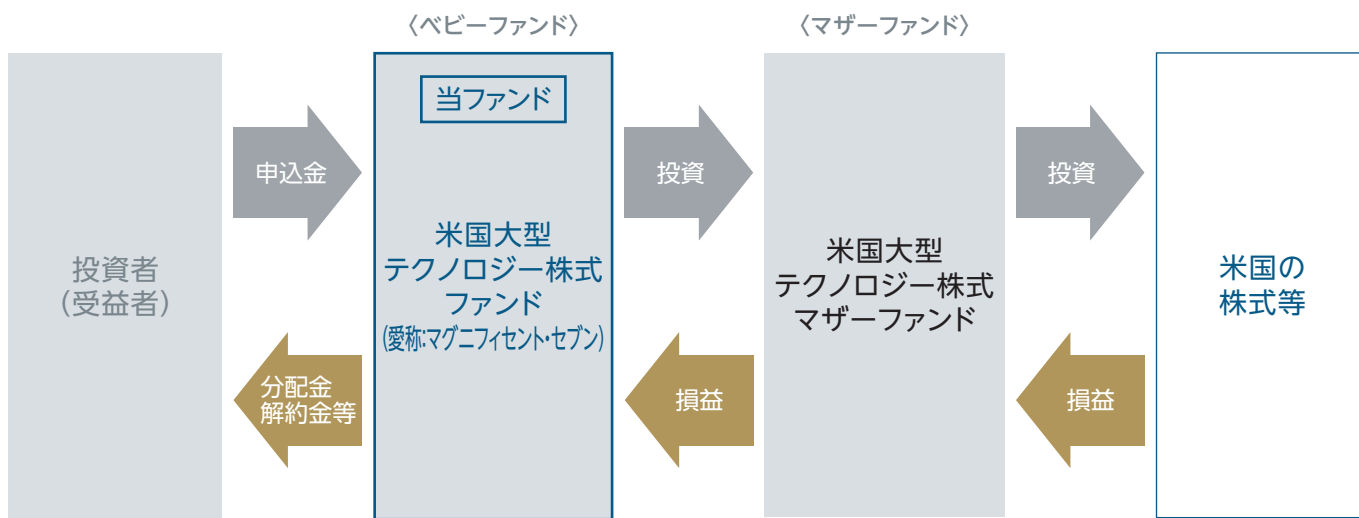 〈ベビーファンド〉
〈マザーファンド〉
投資者
(受益者)
申込金
分配金
解約金等
当ファンド
米国大型
テクノロジー株式
ファンド
(愛称:マグニフィセント・セブン)
投資
損益
米国大型
テクノロジー株式
マザーファンド
投資
損益
米国の
株式等